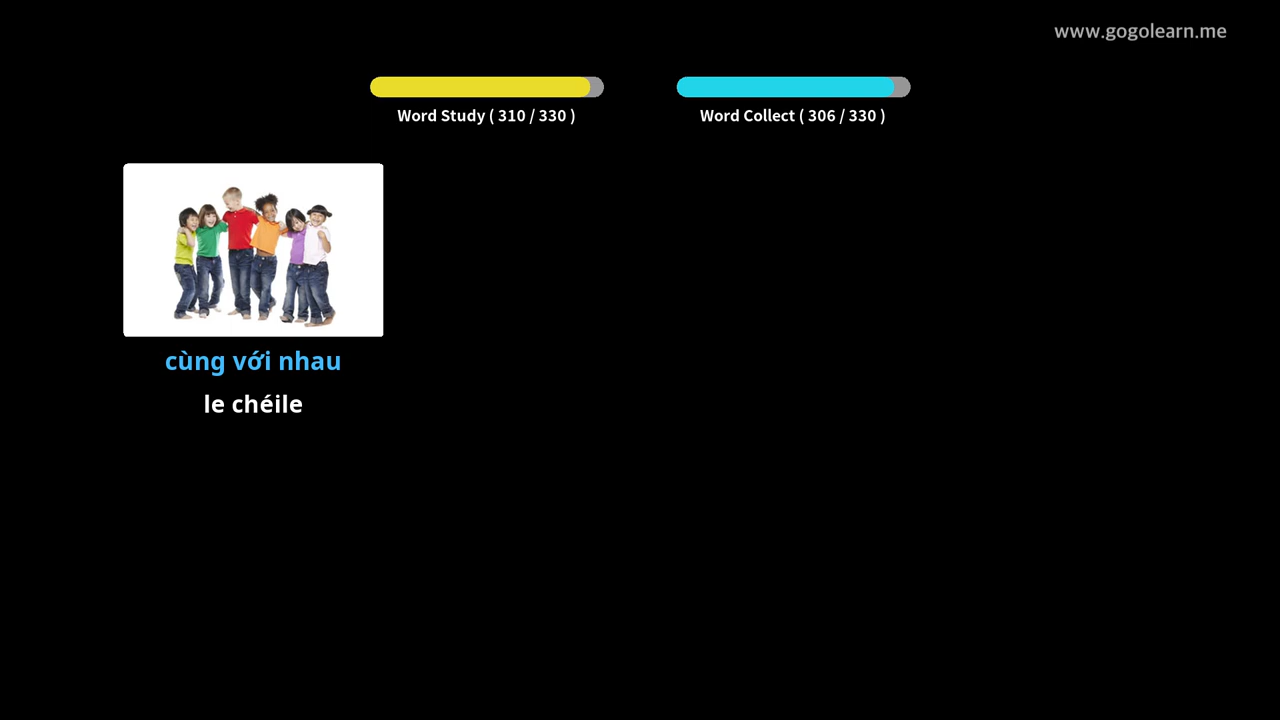 www.gogolearn.me
Word Study ( 310 / 330 )
Word Collect ( 306 / 330 )
cùng với nhau
le chéile